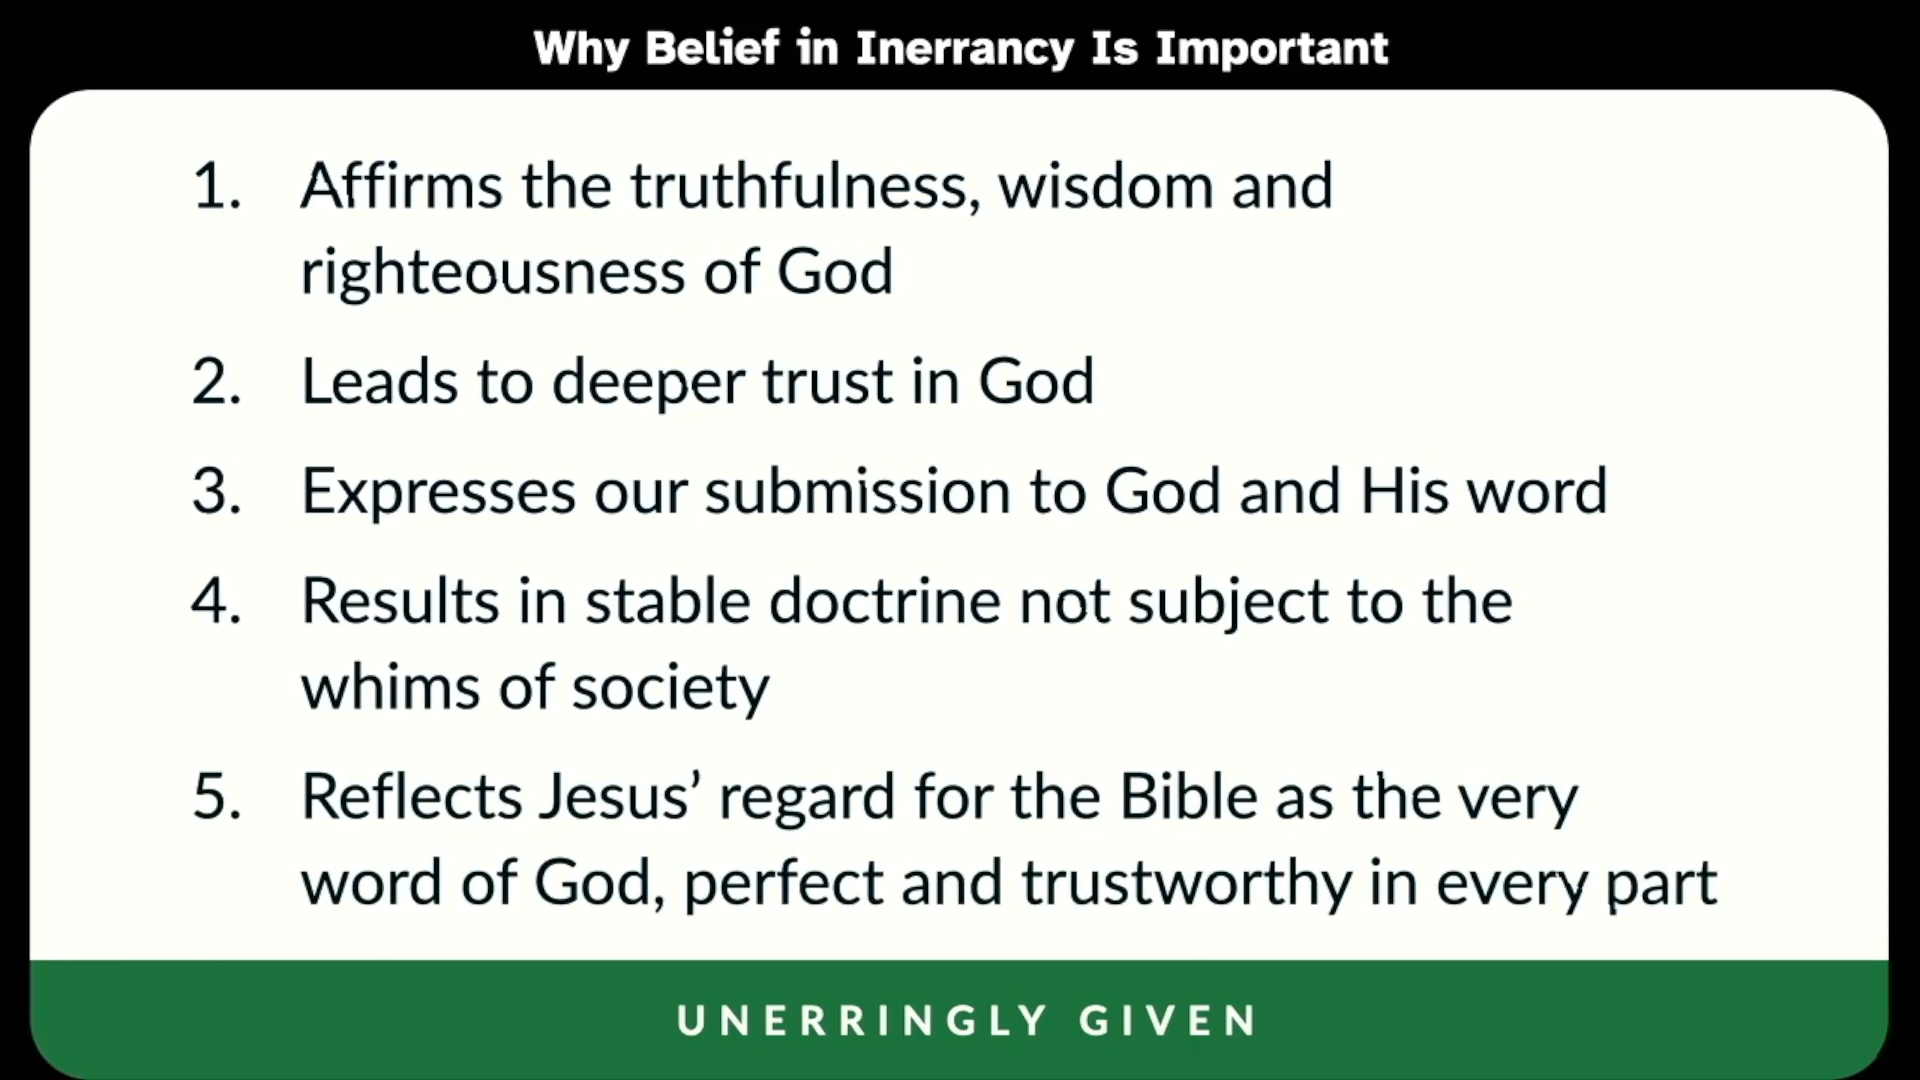 Why Belief in Inerrancy Is Important
1. Affirms the truthfulness, wisdom and
righteousness of God
2. Leads to deeper trust in God
3. Expresses our submission to God and His word
4. Results in stable doctrine not subject to the
whims of society
5. Reflects Jesus’ regard for the Bible as the very
word of God, perfect and trustworthy in every part
UNERRINGLY GIVEN